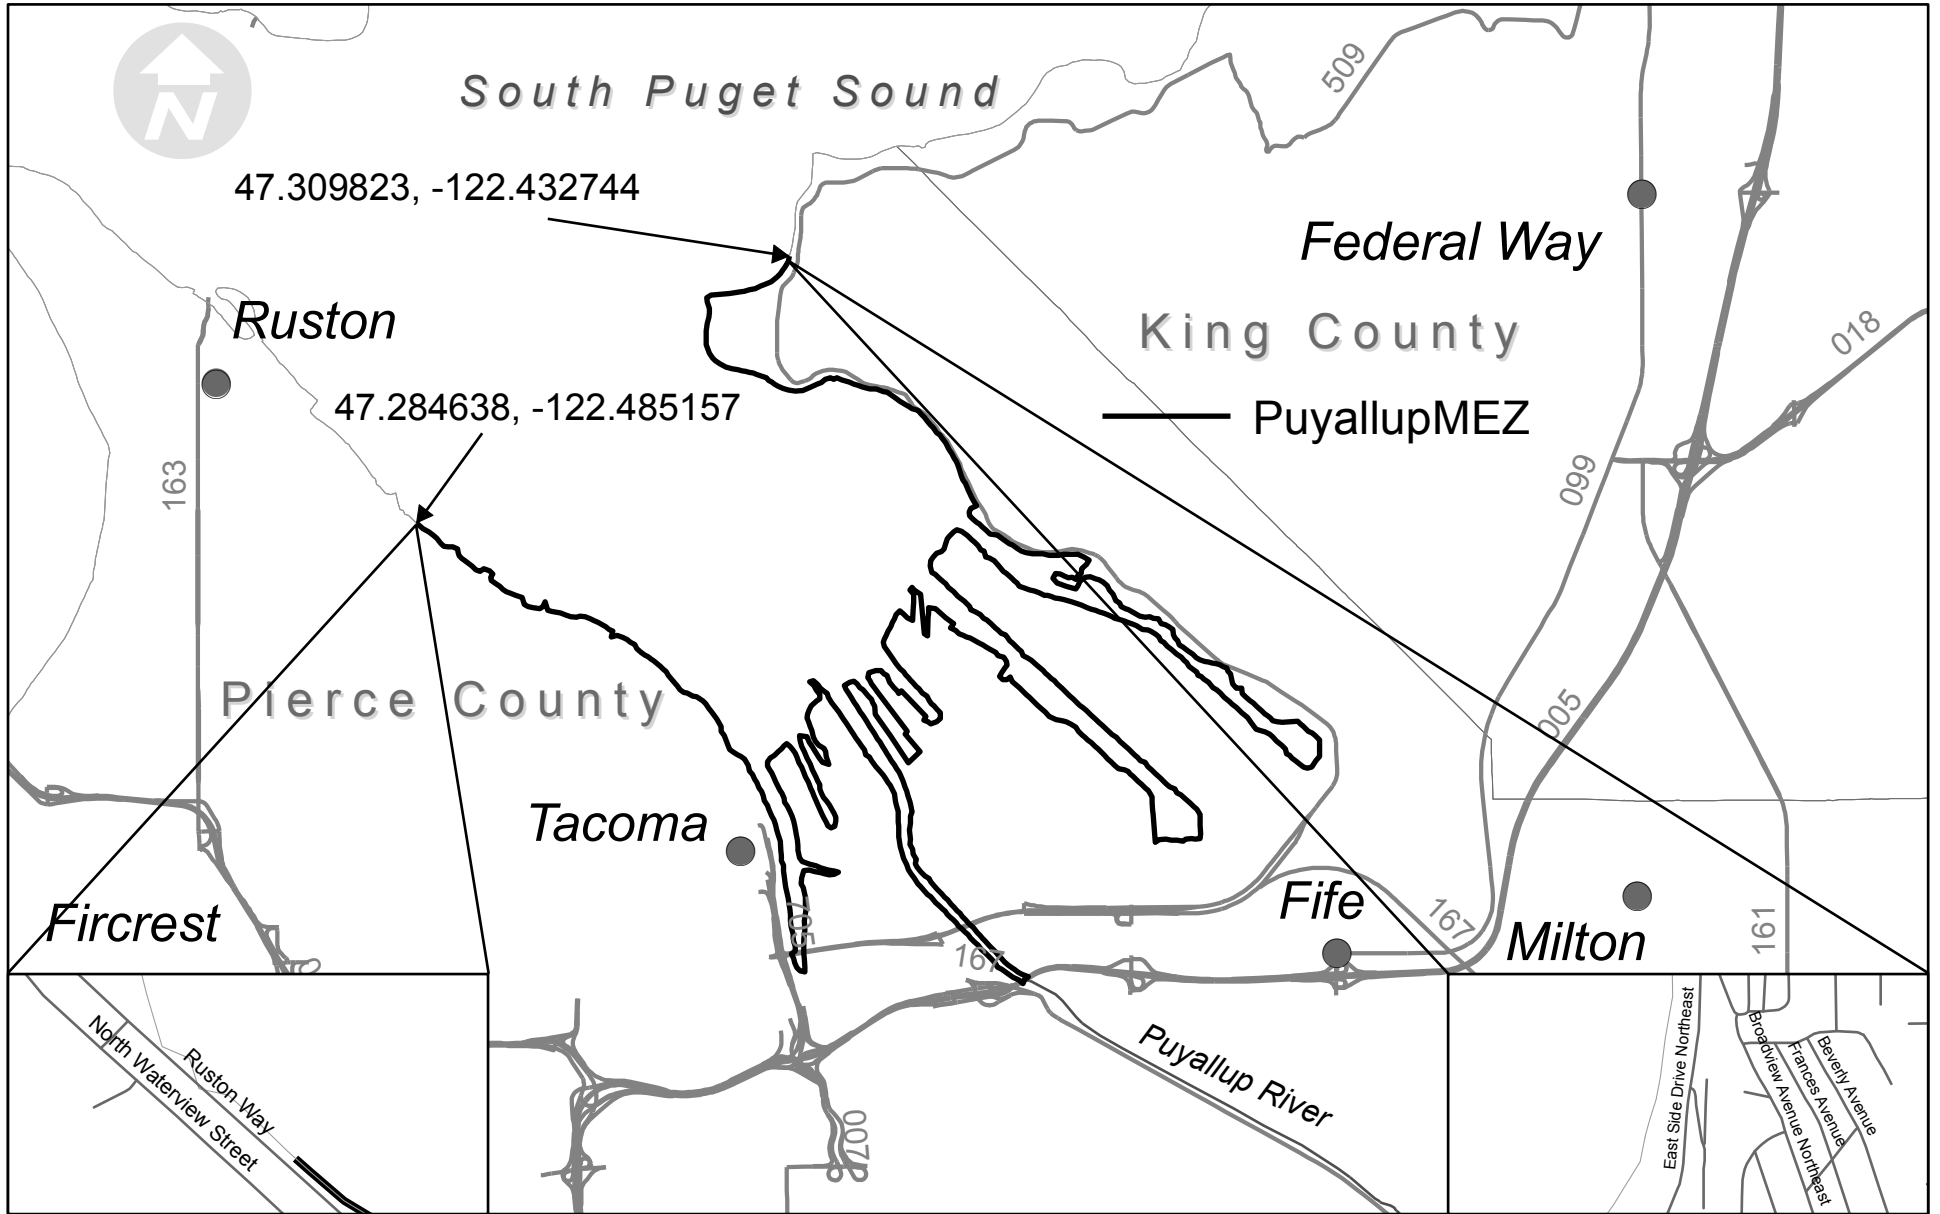 N
South Puget Sound
509
47.309823, -122.432744
Federal Way
Ruston
King County
018
47.284638, -122.485157
PuyallupMEZ
163
099
Pierce County
005
Tacoma
Fife
167
161
Fircrest
705
167
Milton
Puyallup River
007
North Waterview Street
Ruston Way
East Side Drive Northeast
Broadview Avenue Northeast
Frances Avenue
Beverly Avenue